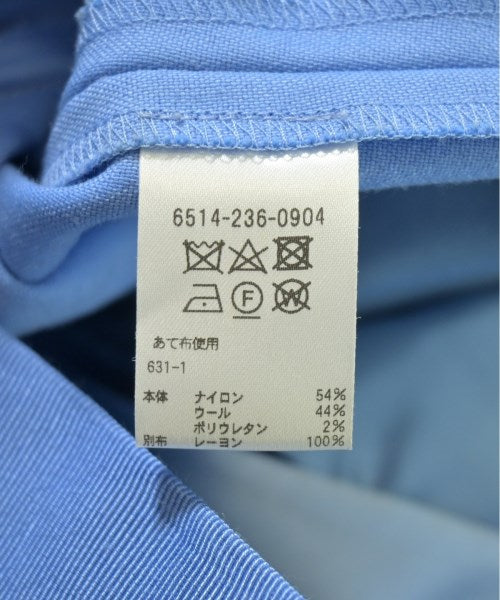 6514-236-0904
F W
あて布使用
631-1
本体 ナイロン 54%
ウール 44%
ポリウレタン 2%
別布 レーヨン 100%